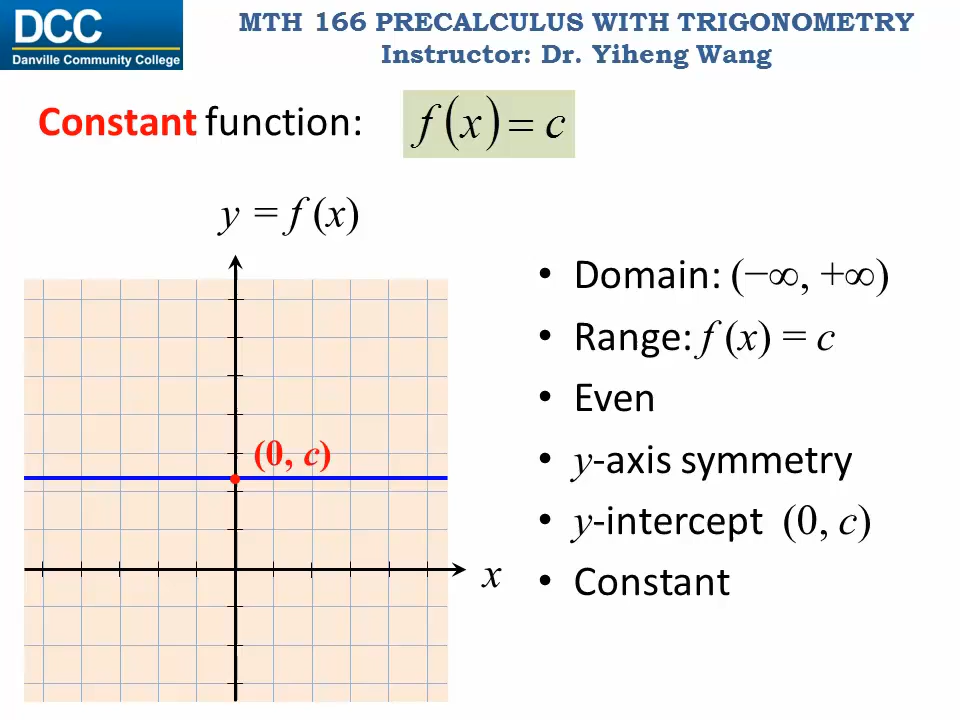 DCC
Danville Community College
MTH 166 PRECALCULUS WITH TRIGONOMETRY
Instructor: Dr. Yiheng Wang
Constant function: f(x) = c
y = f (x)
(0, c)
x
• Domain: (−∞, +∞)
• Range: f (x) = c
• Even
• y-axis symmetry
• y-intercept (0, c)
• Constant